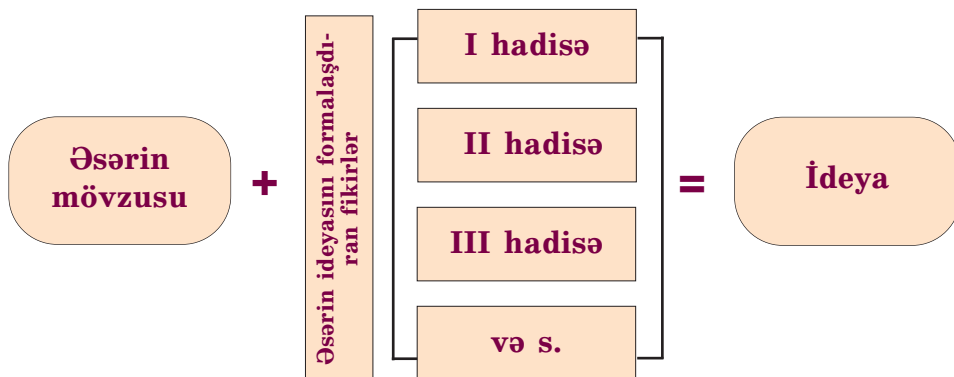 Əsərin
mövzusu
+
Əsərin ideyasını formalaşdı-
ran fikirlər
I hadisə
II hadisə
III hadisə
və s.
=
İdeya